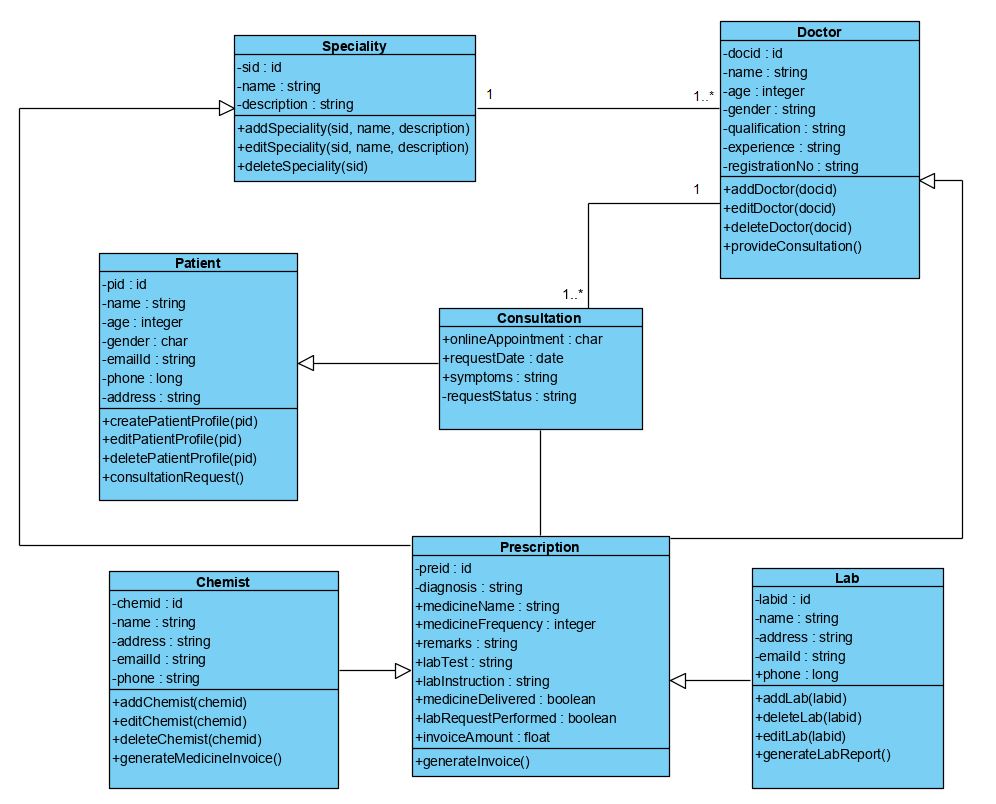 Speciality
-sid : id
-name : string
-description : string
+addSpeciality(sid, name, description)
+editSpeciality(sid, name, description)
+deleteSpeciality(sid)
1
1..*
Doctor
-docid : id
-name : string
-age : integer
-gender : string
-qualification : string
-experience : string
-registrationNo : string
+addDoctor(docid)
+editDoctor(docid)
+deleteDoctor(docid)
+provideConsultation()
1
1..*
Patient
-pid : id
-name : string
-age : integer
-gender : char
-emailId : string
-phone : long
-address : string
+createPatientProfile(pid)
+editPatientProfile(pid)
+deletePatientProfile(pid)
+consultationRequest()
Consultation
+onlineAppointment : char
+requestDate : date
+symptoms : string
-requestStatus : string
Chemist
-chemid : id
-name : string
-address : string
-emailId : string
-phone : string
+addChemist(chemid)
+editChemist(chemid)
+deleteChemist(chemid)
+generateMedicineInvoice()
Prescription
-preid : id
-diagnosis : string
+medicineName : string
+medicineFrequency : integer
+remarks : string
+labTest : string
+labInstruction : string
+medicineDelivered : boolean
+labRequestPerformed : boolean
+invoiceAmount : float
+generateInvoice()
Lab
-labid : id
-name : string
-address : string
-emailId : string
+phone : long
+addLab(labid)
+deleteLab(labid)
+editLab(labid)
+generateLabReport()